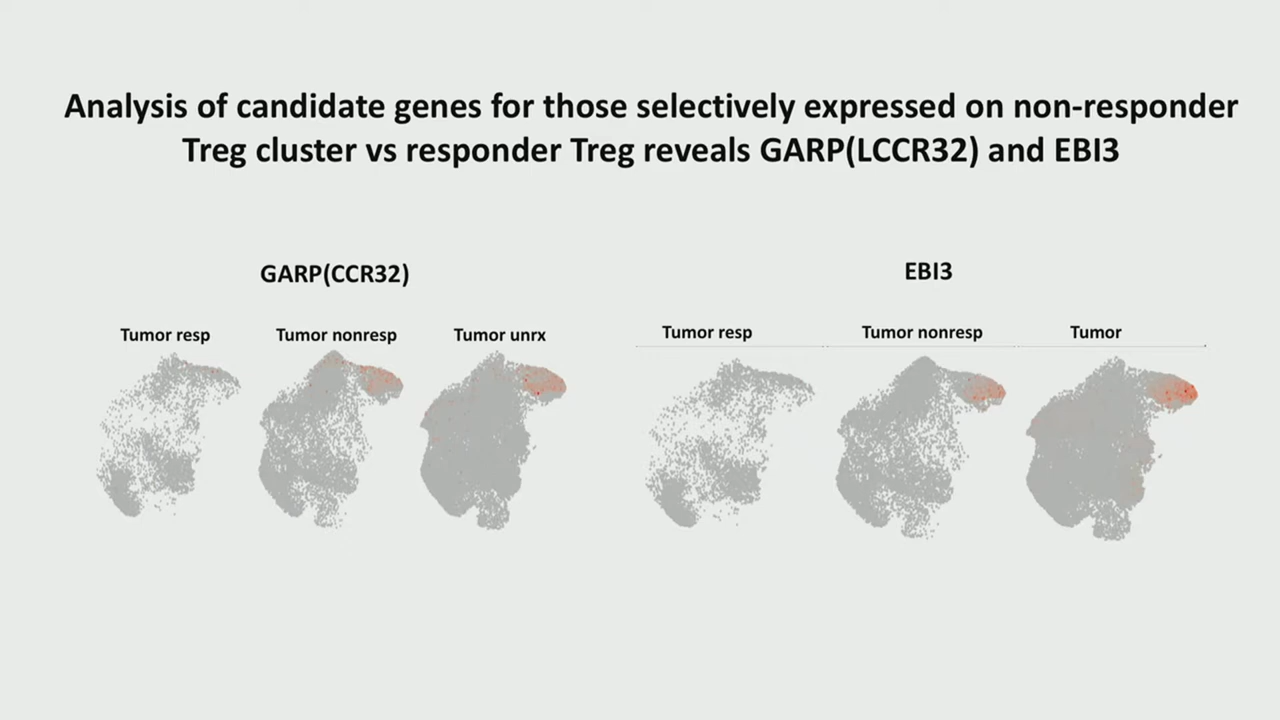 Analysis of candidate genes for those selectively expressed on non-responder
Treg cluster vs responder Treg reveals GARP(LCCR32) and EBI3
GARP(CCR32)
Tumor resp
Tumor nonresp
Tumor unrx
EBI3
Tumor resp
Tumor nonresp
Tumor